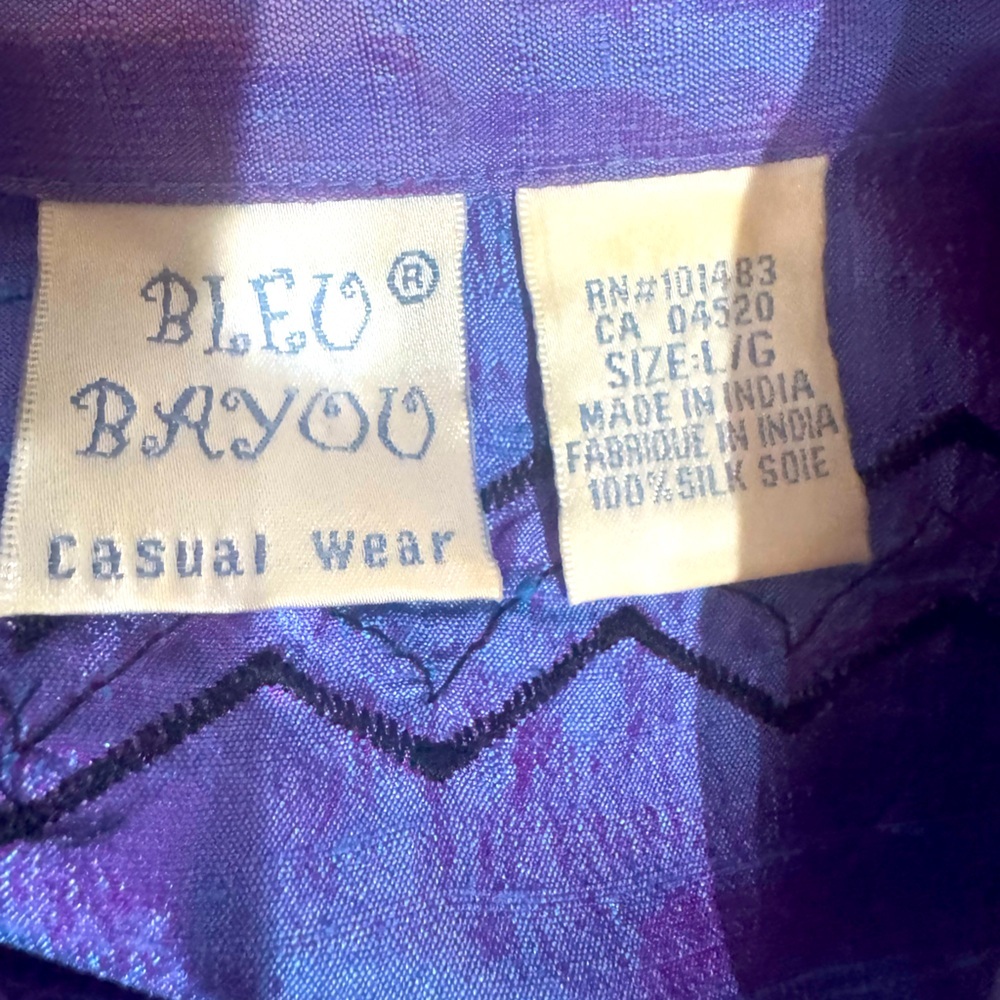 BLEU®
BAYOU
Casual Wear
RN#101483
CA 04520
SIZE:L/G
MADE IN INDIA
FABRIQUE IN INDIA
100%SILK SOIE